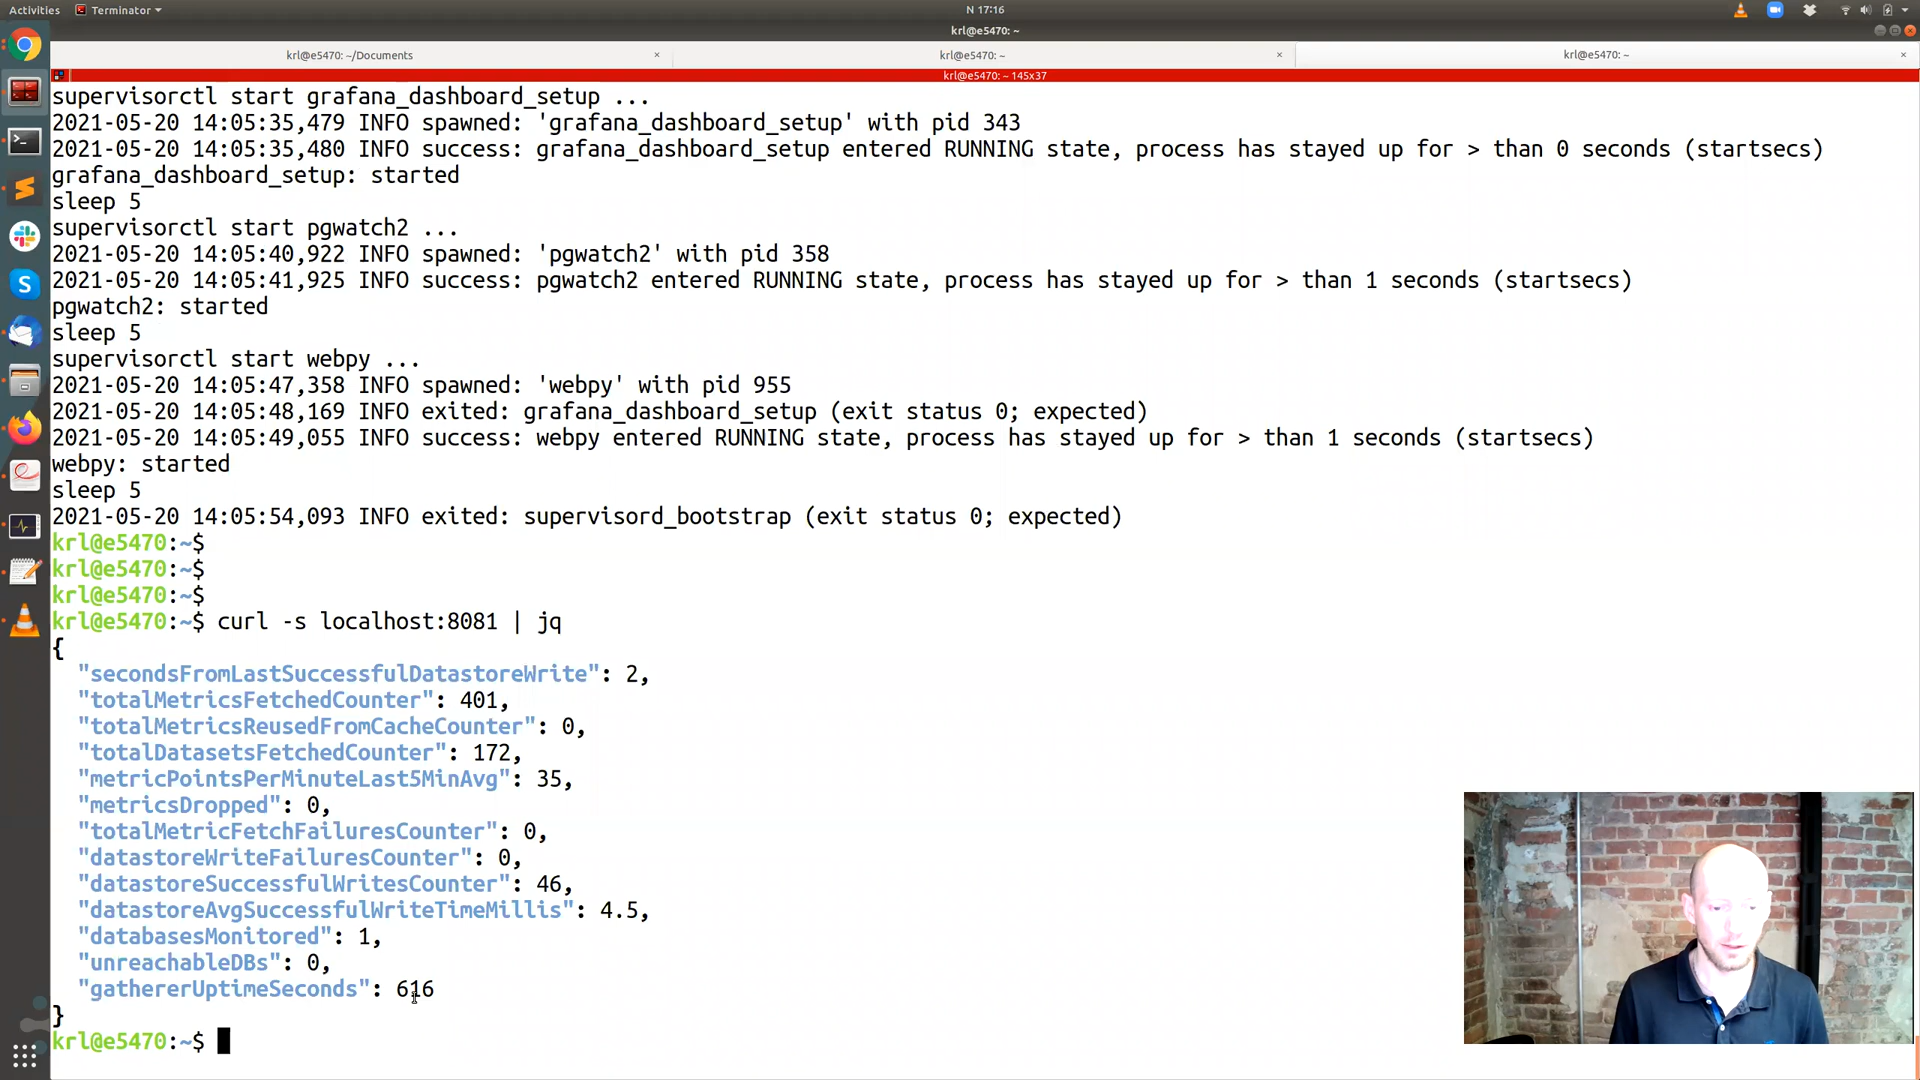 Activities
Terminator
N 17:16
krl@e5470: ~
krl@e5470: ~/Documents
krl@e5470: ~
krl@e5470: ~
krl@e5470: ~ 145x37
supervisorctl start grafana_dashboard_setup ...
2021-05-20 14:05:35,479 INFO spawned: 'grafana_dashboard_setup' with pid 343
2021-05-20 14:05:35,480 INFO success: grafana_dashboard_setup entered RUNNING state, process has stayed up for > than 0 seconds (startsecs)
grafana_dashboard_setup: started
sleep 5
supervisorctl start pgwatch2 ...
2021-05-20 14:05:40,922 INFO spawned: 'pgwatch2' with pid 358
2021-05-20 14:05:41,925 INFO success: pgwatch2 entered RUNNING state, process has stayed up for > than 1 seconds (startsecs)
pgwatch2: started
sleep 5
supervisorctl start webpy ...
2021-05-20 14:05:47,358 INFO spawned: 'webpy' with pid 955
2021-05-20 14:05:48,169 INFO exited: grafana_dashboard_setup (exit status 0; expected)
2021-05-20 14:05:49,055 INFO success: webpy entered RUNNING state, process has stayed up for > than 1 seconds (startsecs)
webpy: started
sleep 5
2021-05-20 14:05:54,093 INFO exited: supervisord_bootstrap (exit status 0; expected)
krl@e5470:~$
krl@e5470:~$
krl@e5470:~$
krl@e5470:~$ curl -s localhost:8081 | jq
{
"secondsFromLastSuccessfulDatastoreWrite": 2,
"totalMetricsFetchedCounter": 401,
"totalMetricsReusedFromCacheCounter": 0,
"totalDatasetsFetchedCounter": 172,
"metricPointsPerMinuteLast5MinAvg": 35,
"metricsDropped": 0,
"totalMetricFetchFailuresCounter": 0,
"datastoreWriteFailuresCounter": 0,
"datastoreSuccessfulWritesCounter": 46,
"datastoreAvgSuccessfulWriteTimeMillis": 4.5,
"databasesMonitored": 1,
"unreachableDBs": 0,
"gathererUptimeSeconds": 616
}
krl@e5470:~$